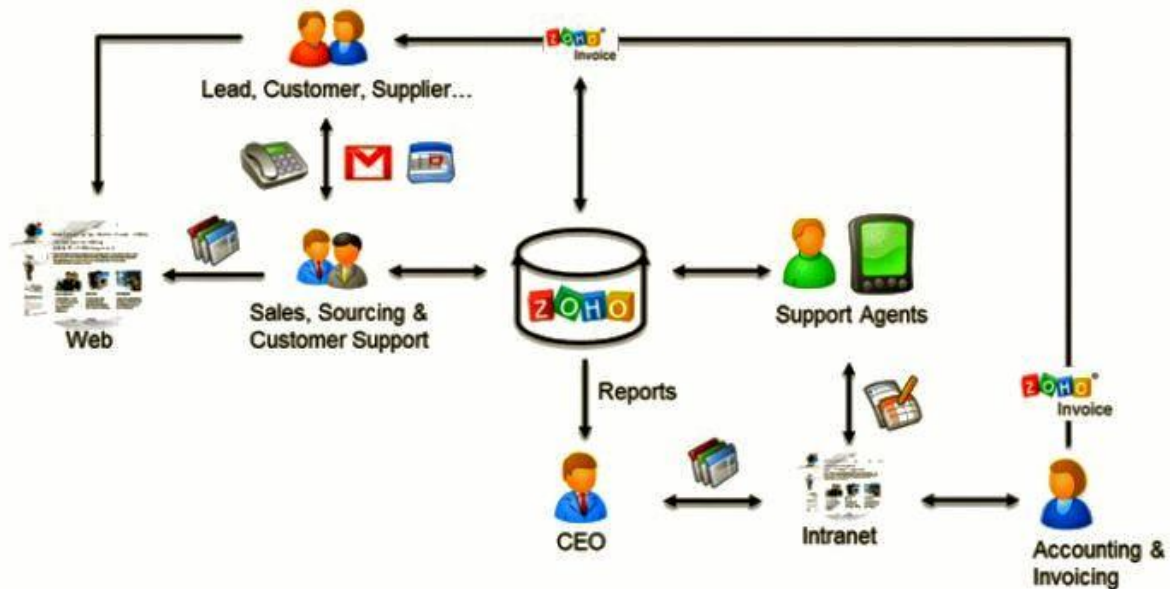 ZOHO®
Invoice
Lead, Customer, Supplier...
ZOHO
Web
Sales, Sourcing &
Customer Support
Support Agents
Reports
ZOHO®
Invoice
CEO
Intranet
Accounting &
Invoicing